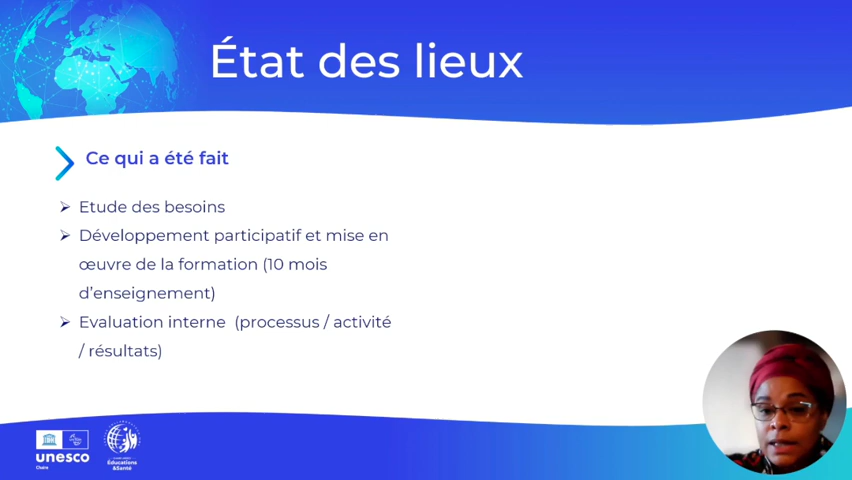 État des lieux
Ce qui a été fait
Etude des besoins
Développement participatif et mise en
œuvre de la formation (10 mois
d’enseignement)
Evaluation interne (processus / activité
/ résultats)
unesco
Chaire
Éducations
&Santé